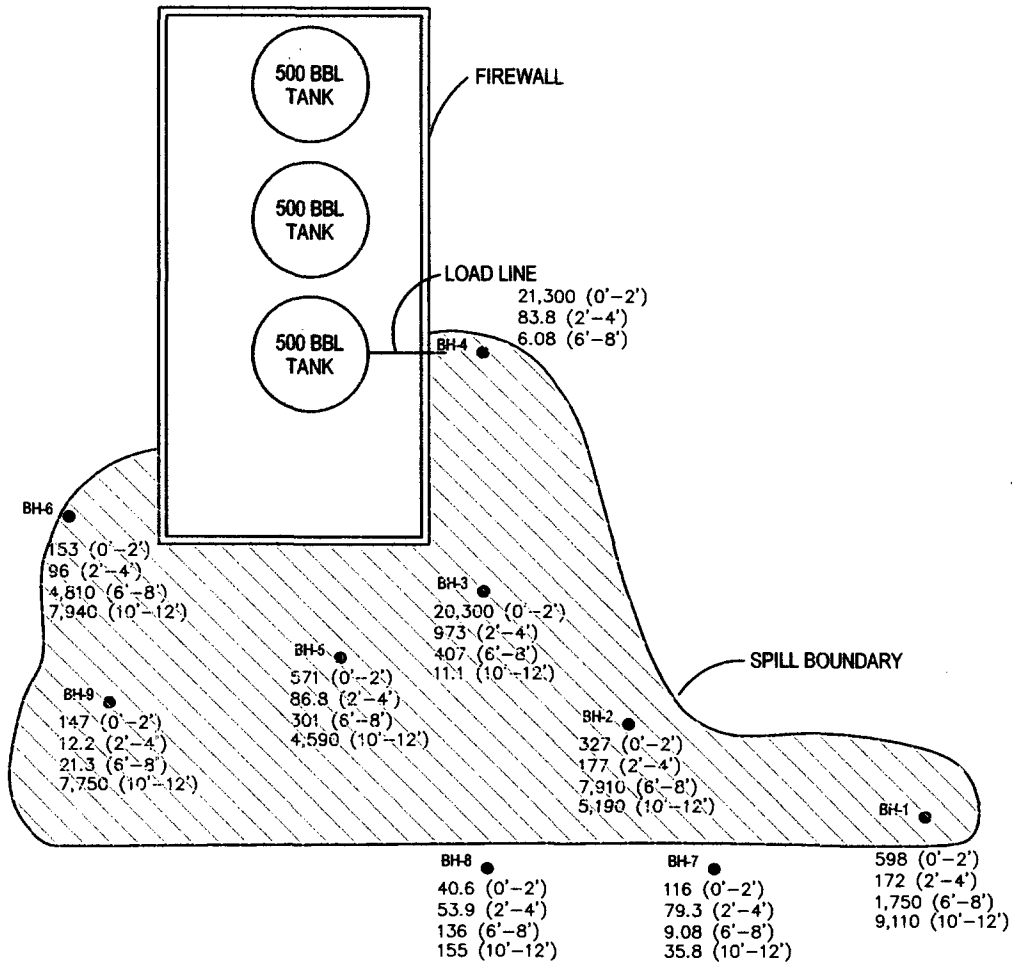 500 BBL
TANK
FIREWALL
500 BBL
TANK
LOAD LINE
21,300 (0'-2')
83.8 (2'-4')
6.08 (6'-8')
500 BBL
TANK
BH-4
BH-6
153 (0'-2')
96 (2'-4')
4,810 (6'-8')
7,940 (10'-12')
BH-3
20,300 (0'-2')
973 (2'-4')
407 (6'-8')
11.1 (10'-12')
BH-5
571 (0'-2')
86.8 (2'-4')
301 (6'-8')
4,590 (10'-12')
SPILL BOUNDARY
BH-9
147 (0'-2')
12.2 (2'-4')
21.3 (6'-8')
7,750 (10'-12')
BH-2
327 (0'-2')
177 (2'-4')
7,910 (6'-8')
5,190 (10'-12')
BH-1
598 (0'-2')
172 (2'-4')
1,750 (6'-8')
9,110 (10'-12')
BH-8
40.6 (0'-2')
53.9 (2'-4')
136 (6'-8')
155 (10'-12')
BH-7
116 (0'-2')
79.3 (2'-4')
9.08 (6'-8')
35.8 (10'-12')